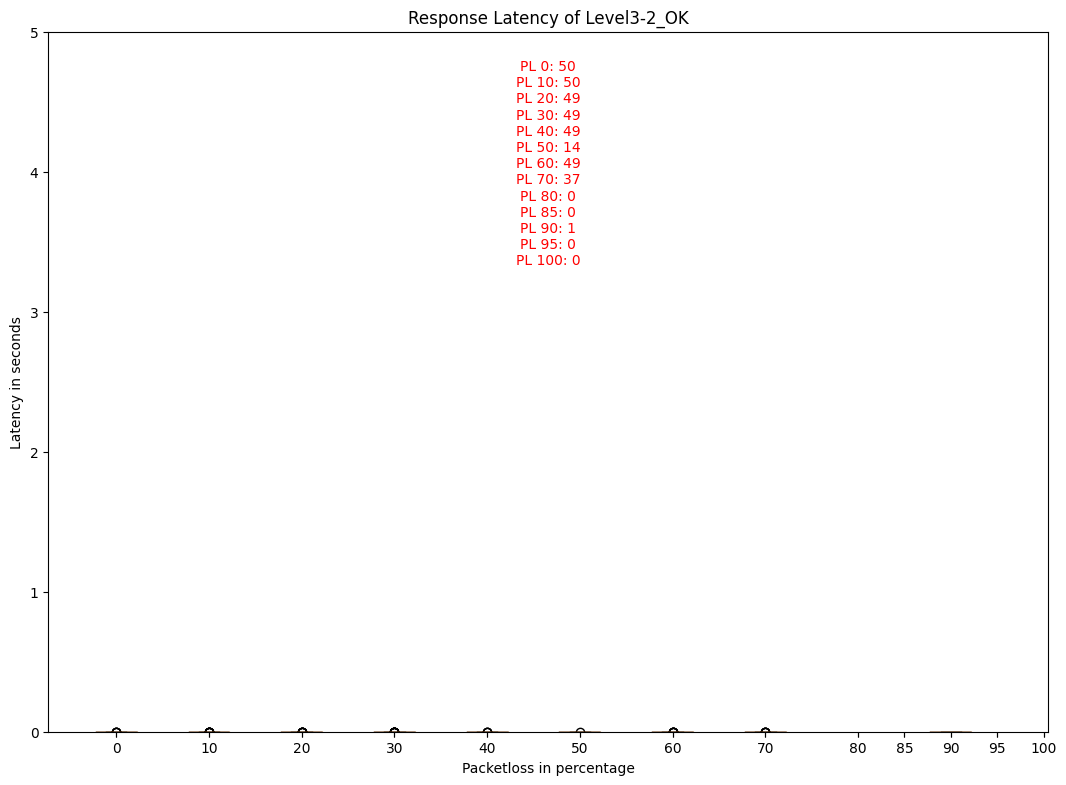 Response Latency of Level3-2_OK
5
PL 0: 50
PL 10: 50
PL 20: 49
PL 30: 49
PL 40: 49
PL 50: 14
PL 60: 49
PL 70: 37
PL 80: 0
PL 85: 0
PL 90: 1
PL 95: 0
PL 100: 0
4
3
2
1
0
Latency in seconds
0 10 20 30 40 50 60 70 80 85 90 95 100
Packetloss in percentage